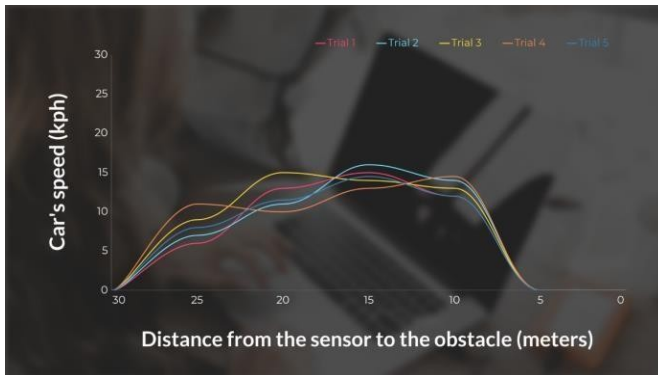 Trial 1 Trial 2 Trial 3 Trial 4 Trial 5
30
25
20
15
10
5
0
Car's speed (kph)
30 25 20 15 10 5 0
Distance from the sensor to the obstacle (meters)